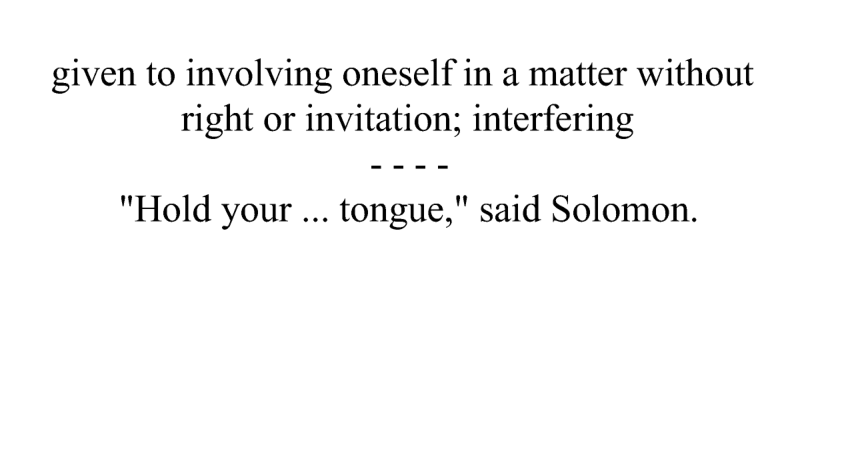 given to involving oneself in a matter without
right or invitation; interfering
- - - -
"Hold your ... tongue," said Solomon.